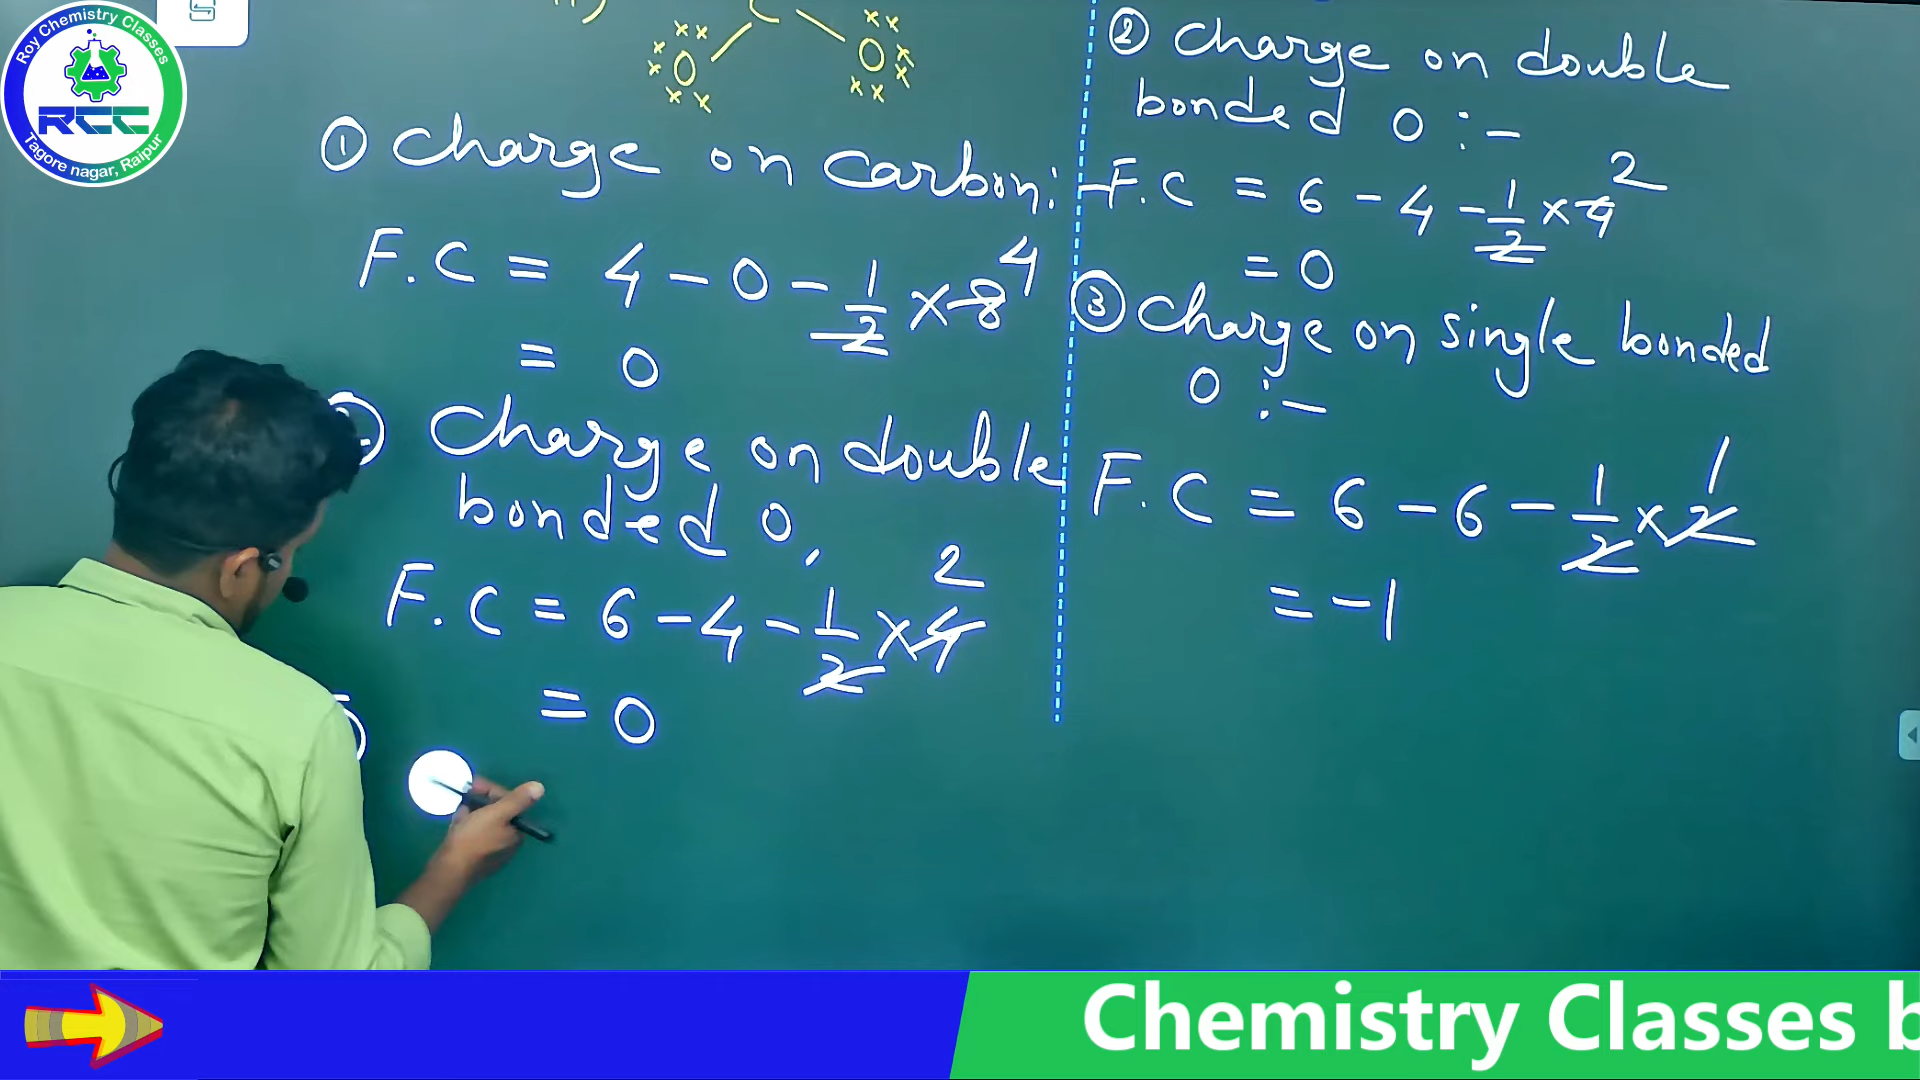 Roy Chemistry Classes
RCC
Tagore nagar, Raipur
C
O O
① Charge on Carbon:-
F.C = 4 - 0 - 1/2 × 8 4
= 0
Charge on double
bonded O,
F.C = 6 - 4 - 1/2 × 4 2
= 0
② Charge on double
bonded O :-
F.C = 6 - 4 - 1/2 × 4 2
= 0
③ Charge on single bonded
O :-
F.C = 6 - 6 - 1/2 × 2 1
= -1
Chemistry Classes b